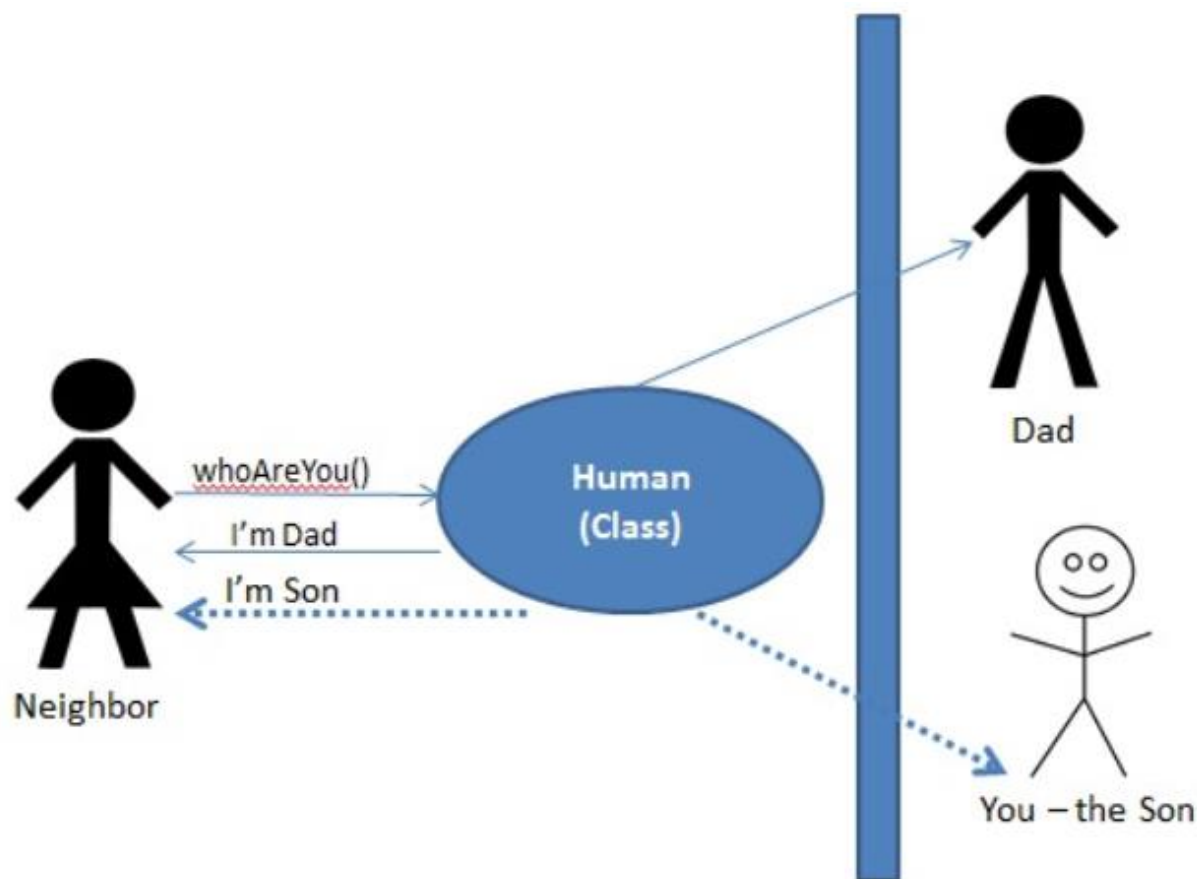 Dad
whoAreYou()
I'm Dad
I'm Son
Human
(Class)
Neighbor
You – the Son